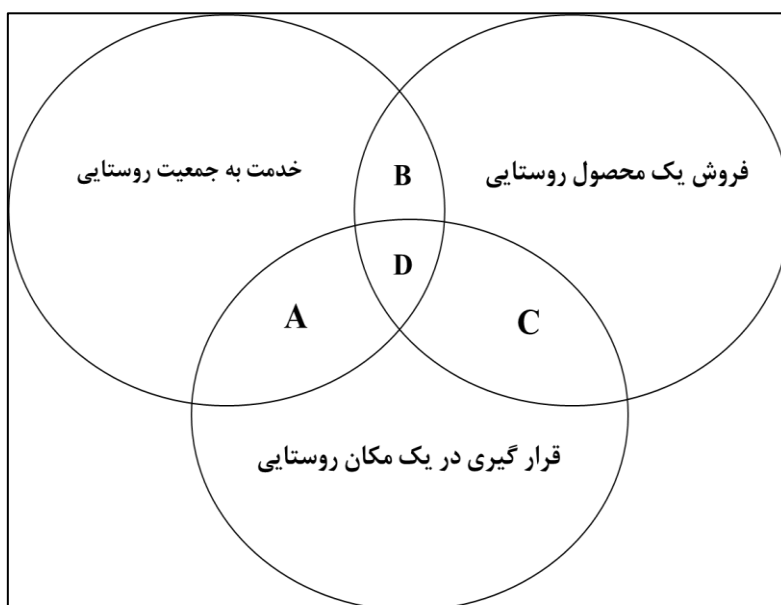 فروش یک محصول روستایی
خدمت به جمعیت روستایی
B
D
A
C
قرار گیری در یک مکان روستایی